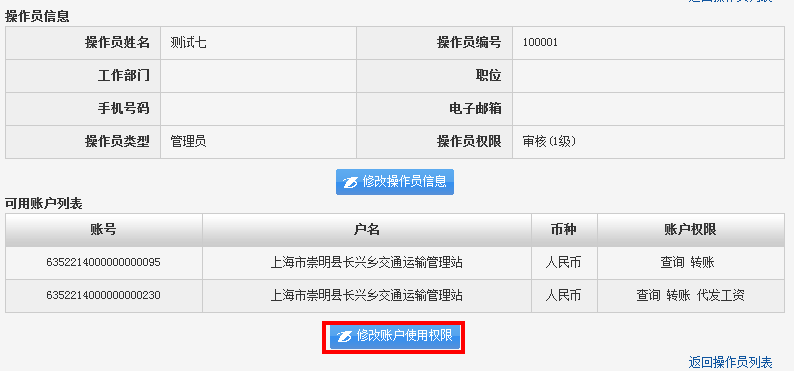 返回操作员列表
操作员信息
操作员姓名 测试七 操作员编号 100001
工作部门 职位
手机号码 电子邮箱
操作员类型 管理员 操作员权限 审核(1级)
修改操作员信息
可用账户列表
账号 户名 币种 账户权限
6352214000000000095 上海市崇明县长兴乡交通运输管理站 人民币 查询 转账
6352214000000000230 上海市崇明县长兴乡交通运输管理站 人民币 查询 转账 代发工资
修改账户使用权限
返回操作员列表